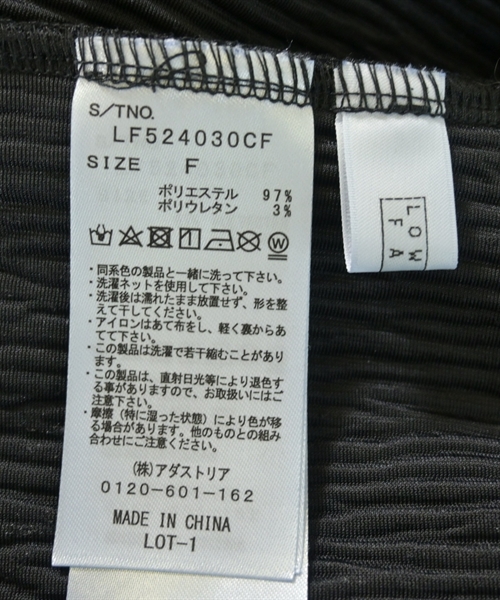 S/TNO.
LF524030CF
SIZE F
ポリエステル 97%
ポリウレタン 3%
・同系色の製品と一緒に洗って下さい。
・洗濯ネットを使用して下さい。
・洗濯後は濡れたまま放置せず、形を整
えて干してください。
・アイロンはあて布をし、軽く裏からあ
てて下さい。
・この製品は洗濯で若干縮むことがあり
ます。
・この製品は、直射日光等により退色す
る事がありますので、お取扱いにはご
注意下さい。
・摩擦（特に湿った状態）により色が移
る事があります。他のものとの組み
合わせにご注意ください。
(株)アダストリア
0120-601-162
MADE IN CHINA
LOT-1
LOW
FA